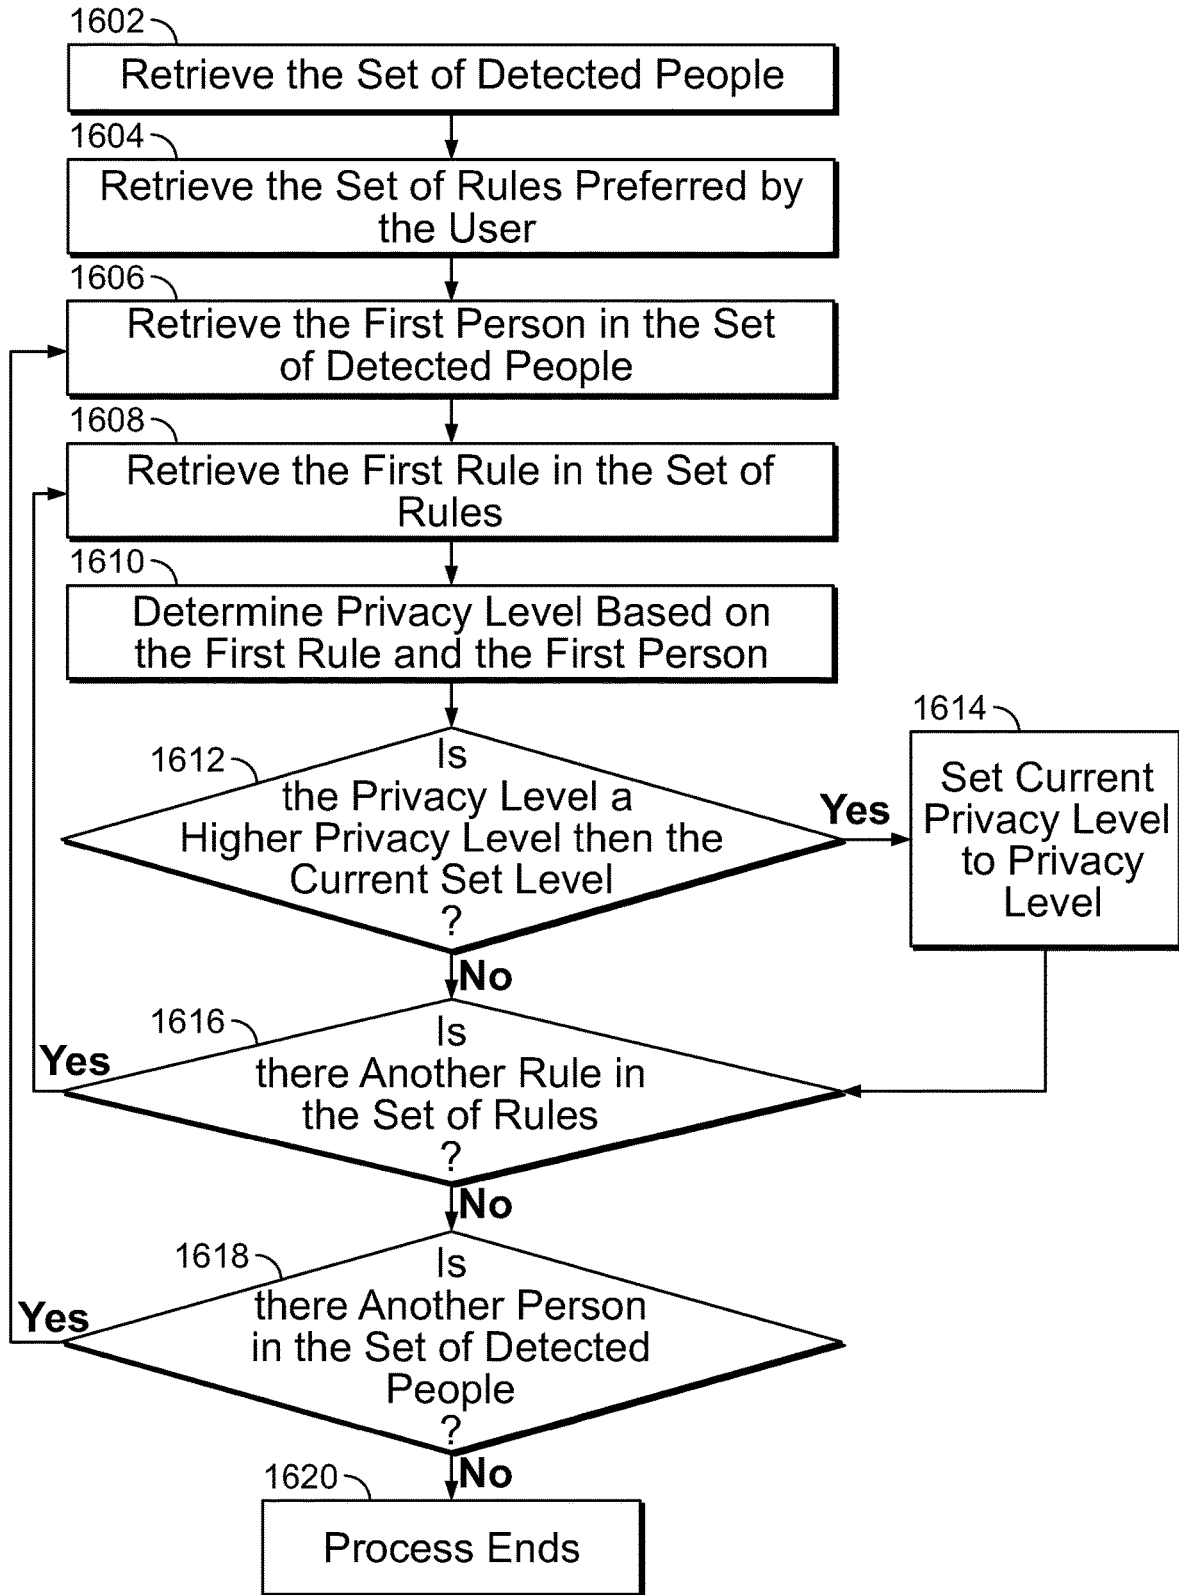 1602
Retrieve the Set of Detected People
1604
Retrieve the Set of Rules Preferred by
the User
1606
Retrieve the First Person in the Set
of Detected People
1608
Retrieve the First Rule in the Set of
Rules
1610
Determine Privacy Level Based on
the First Rule and the First Person
1612
Is
the Privacy Level a
Higher Privacy Level then the
Current Set Level
?
Yes
1614
Set Current
Privacy Level
to Privacy
Level
No
1616
Is
there Another Rule in
the Set of Rules
?
Yes
No
1618
Is
there Another Person
in the Set of Detected
People
?
Yes
No
1620
Process Ends